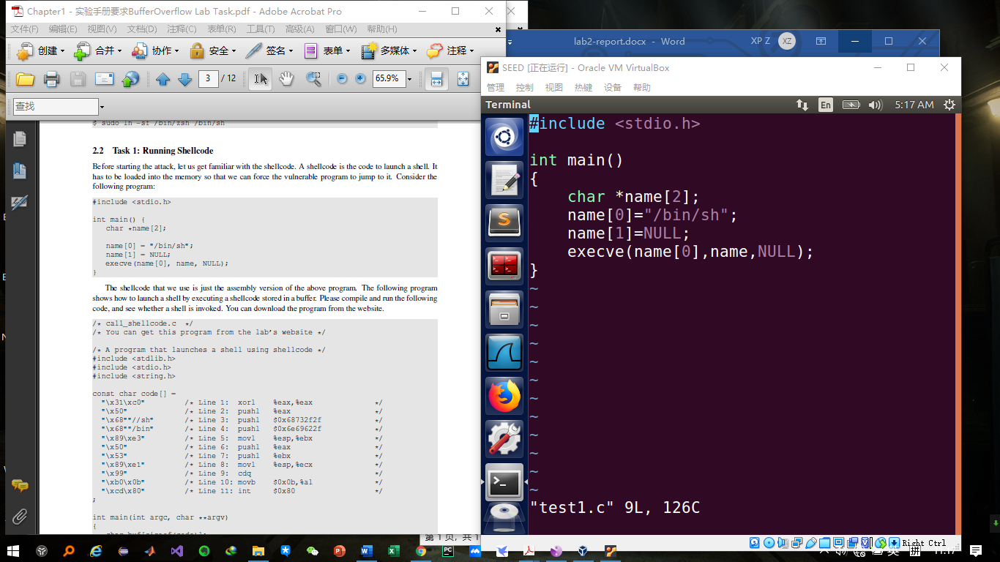 Chapter1 - 实验手册要求BufferOverflow Lab Task.pdf - Adobe Acrobat Pro
文件(F) 编辑(E) 视图(V) 文档(D) 注释(C) 表单(R) 工具(T) 高级(A) 窗口(W) 帮助(H)
创建 合并 协作 安全 签名 表单 多媒体 注释
3 / 12 65.9%
查找
$ sudo ln -sf /bin/zsh /bin/sh
2.2 Task 1: Running Shellcode
Before starting the attack, let us get familiar with the shellcode. A shellcode is the code to launch a shell. It
has to be loaded into the memory so that we can force the vulnerable program to jump to it. Consider the
following program:
#include <stdio.h>
int main() {
char *name[2];
name[0] = "/bin/sh";
name[1] = NULL;
execve(name[0], name, NULL);
}
The shellcode that we use is just the assembly version of the above program. The following program
shows how to launch a shell by executing a shellcode stored in a buffer. Please compile and run the following
code, and see whether a shell is invoked. You can download the program from the website.
/* call_shellcode.c */
/* You can get this program from the lab's website */
/* A program that launches a shell using shellcode */
#include <stdlib.h>
#include <stdio.h>
#include <string.h>
const char code[] =
"\x31\xc0" /* Line 1: xorl %eax,%eax */
"\x50" /* Line 2: pushl %eax */
"\x68""//sh" /* Line 3: pushl $0x68732f2f */
"\x68""/bin" /* Line 4: pushl $0x6e69622f */
"\x89\xe3" /* Line 5: movl %esp,%ebx */
"\x50" /* Line 6: pushl %eax */
"\x53" /* Line 7: pushl %ebx */
"\x89\xe1" /* Line 8: movl %esp,%ecx */
"\x99" /* Line 9: cdq */
"\xb0\x0b" /* Line 10: movb $0x0b,%al */
"\xcd\x80" /* Line 11: int $0x80 */
;
int main(int argc, char **argv)
{
lab2-report.docx - Word XP Z XZ
SEED [正在运行] - Oracle VM VirtualBox
管理 控制 视图 热键 设备 帮助
Terminal En 5:17 AM
#include <stdio.h>
int main()
{
char *name[2];
name[0]="/bin/sh";
name[1]=NULL;
execve(name[0],name,NULL);
}
~
~
~
~
~
~
~
~
~
~
~
~
"test1.c" 9L, 126C
Right Ctrl
第 1 页，共 1
英 拼 11:17